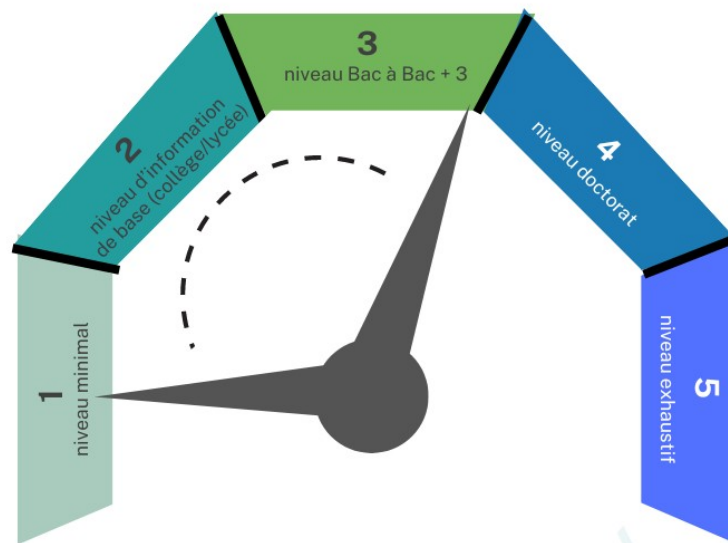 1
niveau minimal
2
niveau d'information
de base (collège/lycée)
3
niveau Bac à Bac + 3
4
niveau doctorat
5
niveau exhaustif